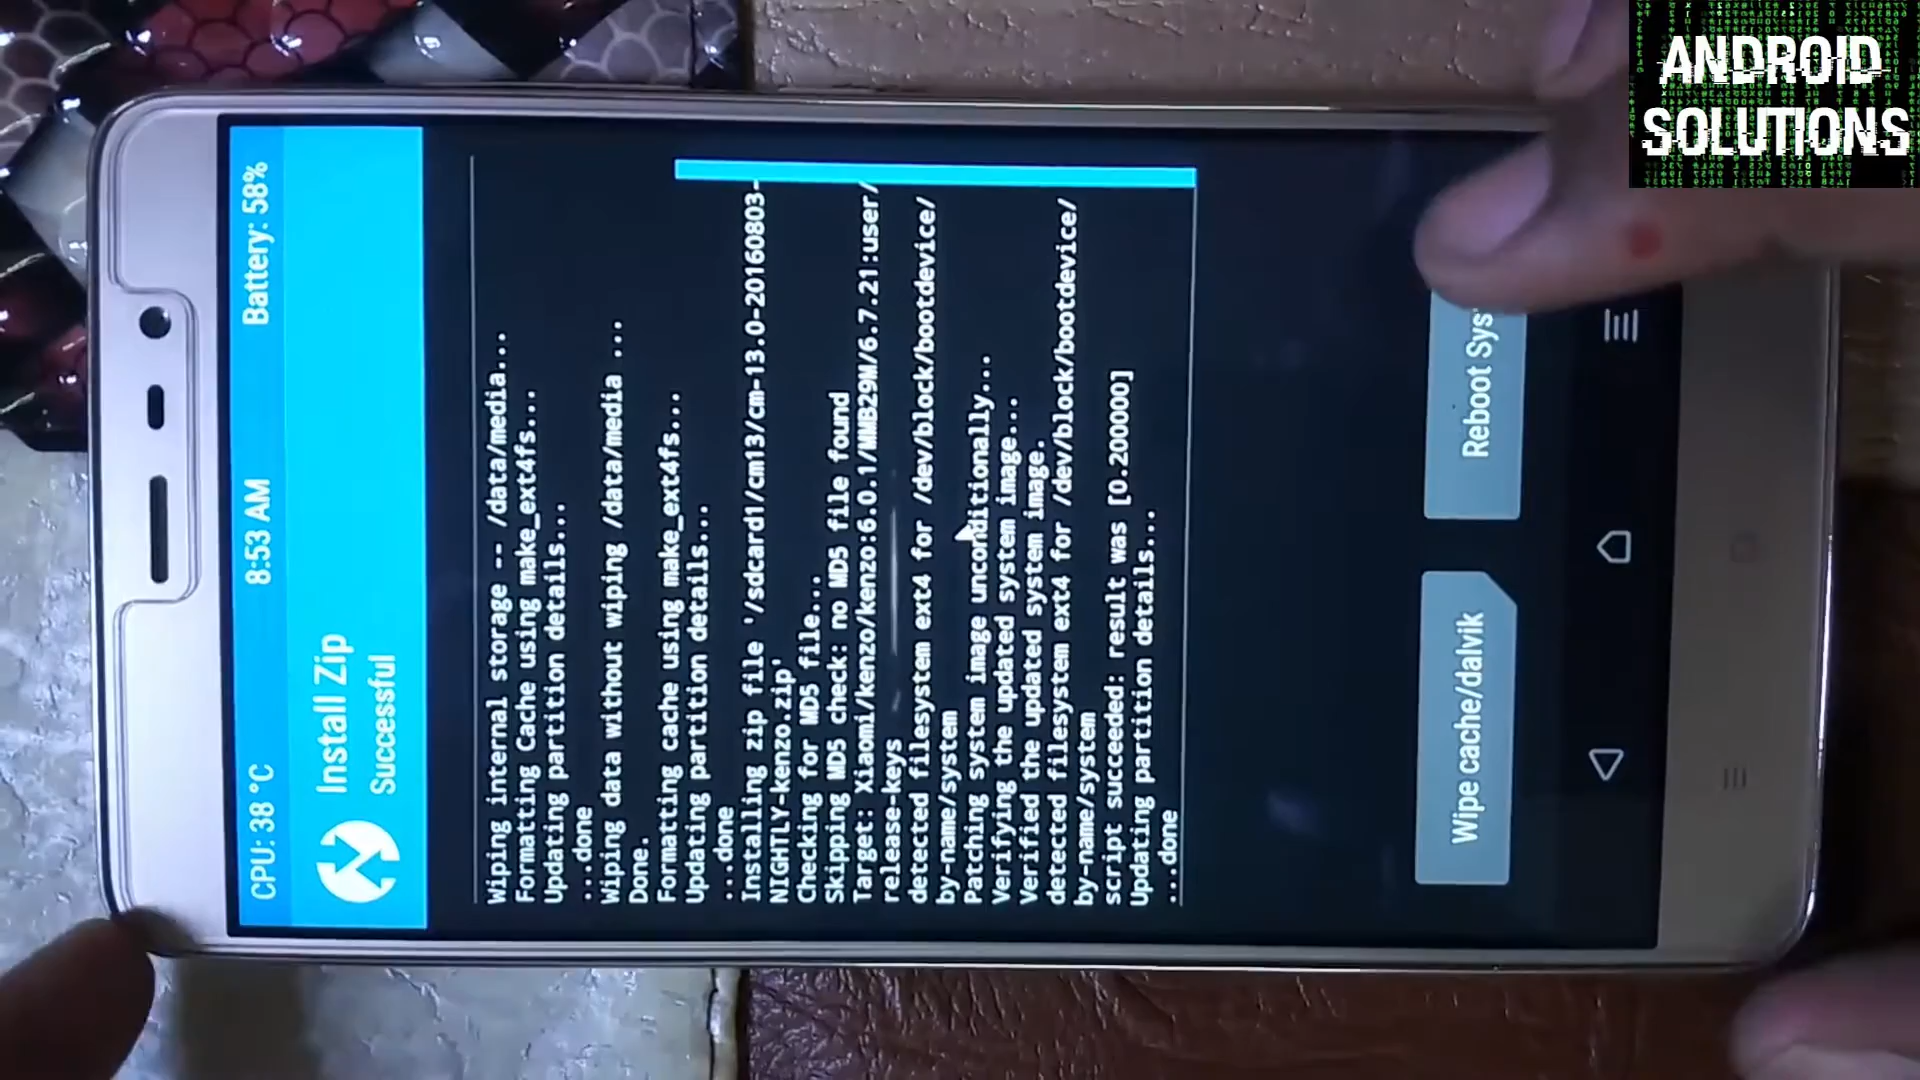 ANDROID
SOLUTIONS
CPU: 38 °C
8:53 AM
Battery: 58%
Install Zip
Successful
Wiping internal storage -- /data/media...
Formatting Cache using make_ext4fs...
Updating partition details...
...done
Wiping data without wiping /data/media ...
Done.
Formatting cache using make_ext4fs...
Updating partition details...
...done
Installing zip file '/sdcard1/cm13/cm-13.0-20160803-
NIGHTLY-kenzo.zip'
Checking for MD5 file...
Skipping MD5 check: no MD5 file found
Target: Xiaomi/kenzo/kenzo:6.0.1/MMB29M/6.7.21:user/
release-keys
detected filesystem ext4 for /dev/block/bootdevice/
by-name/system
Patching system image unconditionally...
Verifying the updated system image...
Verified the updated system image.
detected filesystem ext4 for /dev/block/bootdevice/
by-name/system
script succeeded: result was [0.200000]
Updating partition details...
...done
Wipe cache/dalvik
Reboot Sys